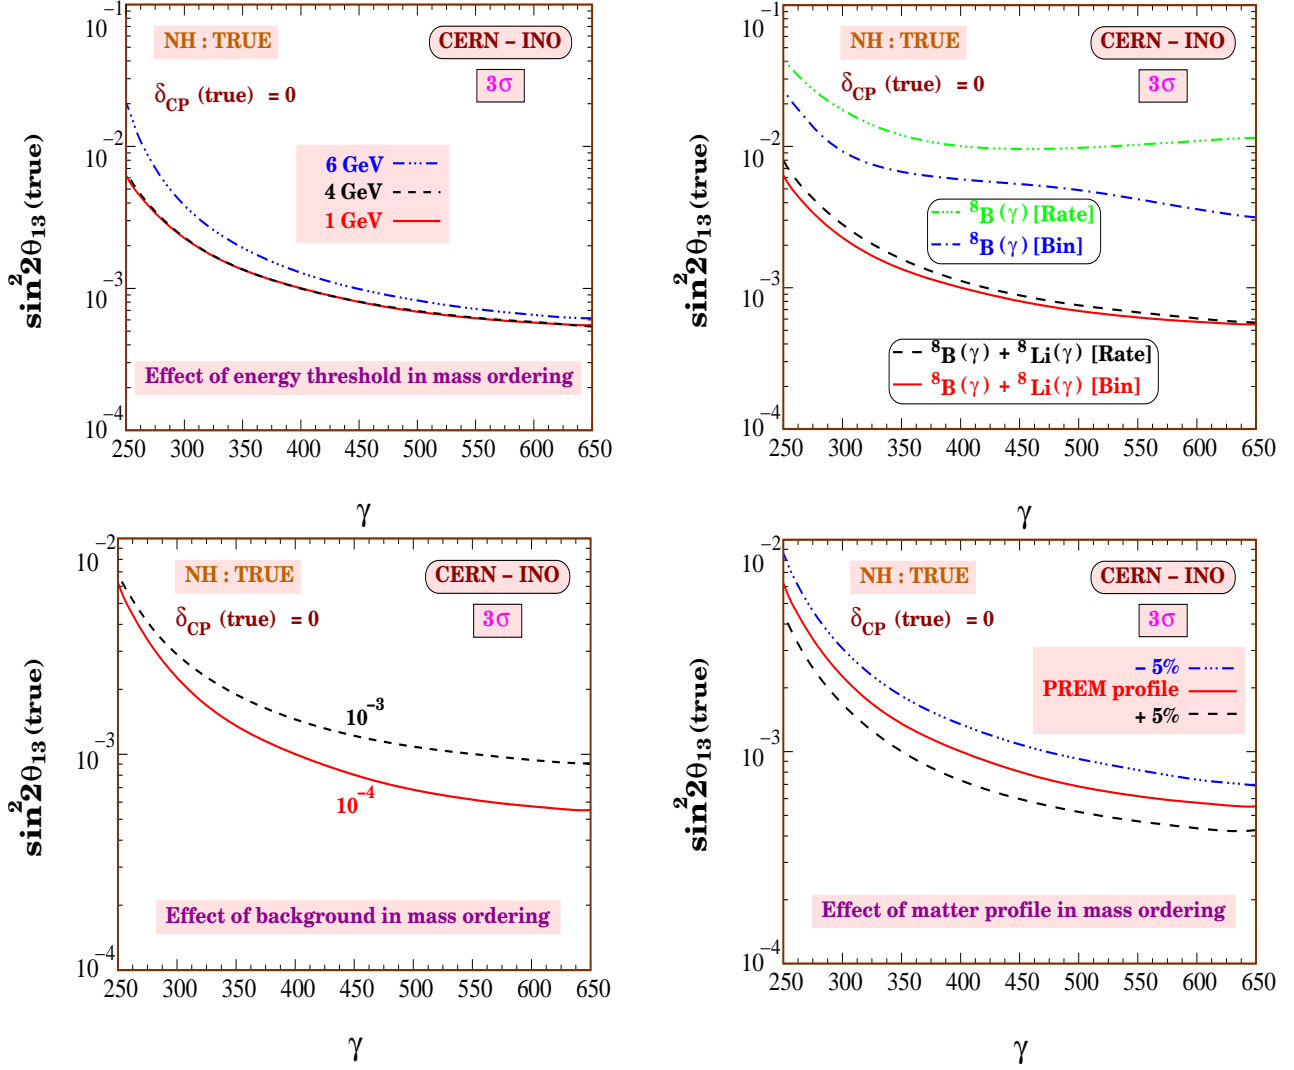 NH : TRUE
CERN – INO
δCP (true) = 0
3σ
6 GeV
4 GeV
1 GeV
Effect of energy threshold in mass ordering
sin²2θ13 (true)
10⁻¹
10⁻²
10⁻³
10⁻⁴
250 300 350 400 450 500 550 600 650
γ
NH : TRUE
CERN – INO
δCP (true) = 0
3σ
⁸B(γ) [Rate]
⁸B(γ) [Bin]
⁸B(γ) + ⁸Li(γ) [Rate]
⁸B(γ) + ⁸Li(γ) [Bin]
sin²2θ13 (true)
10⁻¹
10⁻²
10⁻³
10⁻⁴
250 300 350 400 450 500 550 600 650
γ
NH : TRUE
CERN – INO
δCP (true) = 0
3σ
10⁻³
10⁻⁴
Effect of background in mass ordering
sin²2θ13 (true)
10⁻²
10⁻³
10⁻⁴
250 300 350 400 450 500 550 600 650
γ
NH : TRUE
CERN – INO
δCP (true) = 0
3σ
– 5%
PREM profile
+ 5%
Effect of matter profile in mass ordering
sin²2θ13 (true)
10⁻²
10⁻³
10⁻⁴
250 300 350 400 450 500 550 600 650
γ